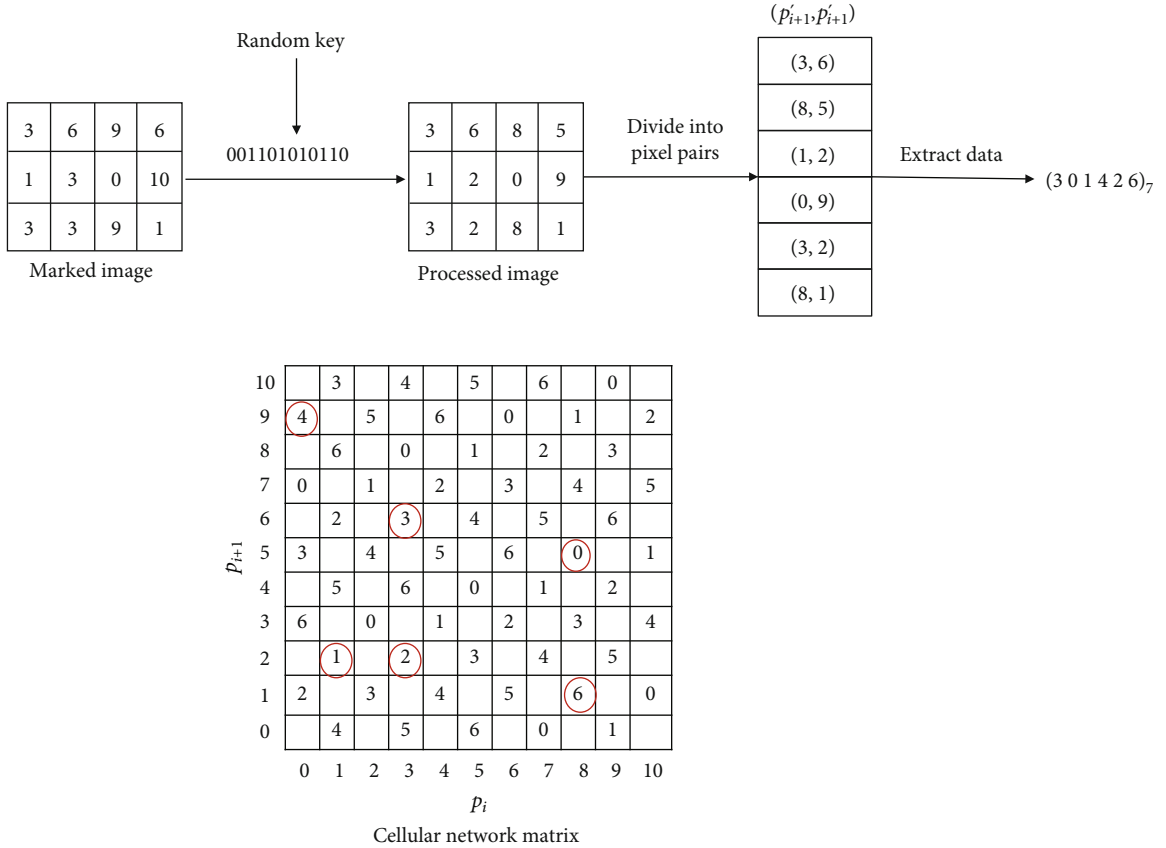 (p′i+1, p′i+1)
Random key
(3, 6)
(8, 5)
(1, 2)
(0, 9)
(3, 2)
(8, 1)
3 6 9 6
1 3 0 10
3 3 9 1
Marked image
001101010110
3 6 8 5
1 2 0 9
3 2 8 1
Processed image
Divide into
pixel pairs
Extract data
(3 0 1 4 2 6)7
10 3 4 5 6 0
9 4 5 6 0 1 2
8 6 0 1 2 3
7 0 1 2 3 4 5
6 2 3 4 5 6
5 3 4 5 6 0 1
4 5 6 0 1 2
3 6 0 1 2 3 4
2 1 2 3 4 5
1 2 3 4 5 6 0
0 4 5 6 0 1
pi+1
0 1 2 3 4 5 6 7 8 9 10
pi
Cellular network matrix